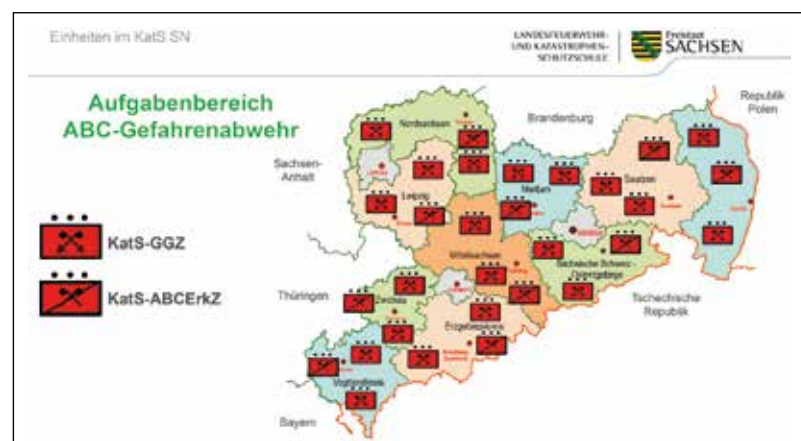 Einheiten im KatS SN
LANDESFEUERWEHR-
UND KATASTROPHEN-
SCHUTZSCHULE
Freistaat
SACHSEN
Aufgabenbereich
ABC-Gefahrenabwehr
Republik
Polen
Brandenburg
Nordsachsen
Sachsen-
Anhalt
Leipzig
Meißen
Bautzen
Mittelsachsen
Sächsische Schweiz-
Osterzgebirge
KatS-GGZ
KatS-ABCErkZ
Thüringen
Zwickau
Tschechische
Republik
Erzgebirgskreis
Vogtlandkreis
Bayern